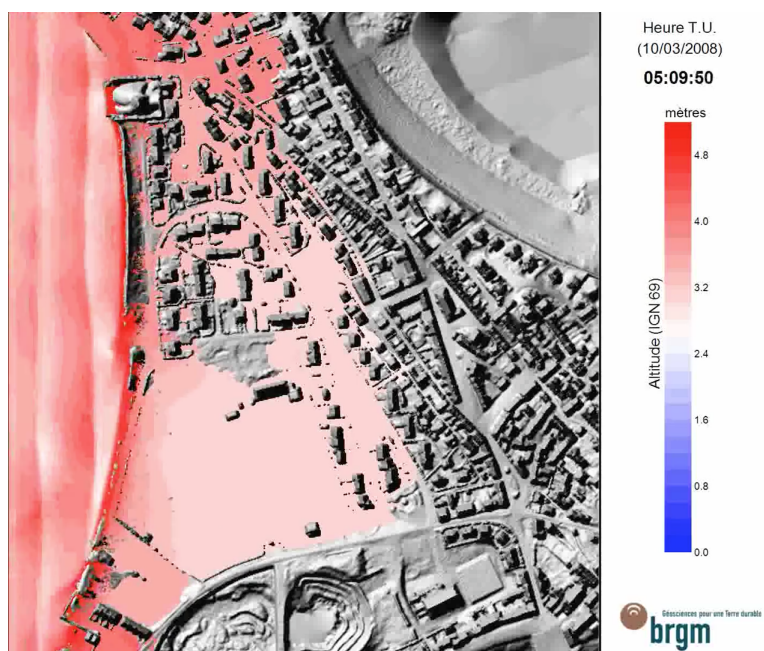 Heure T.U.
(10/03/2008)
05:09:50
mètres
4.8
4.0
3.2
2.4
1.6
0.8
0.0
Altitude (IGN 69)
Géosciences pour une Terre durable
brgm